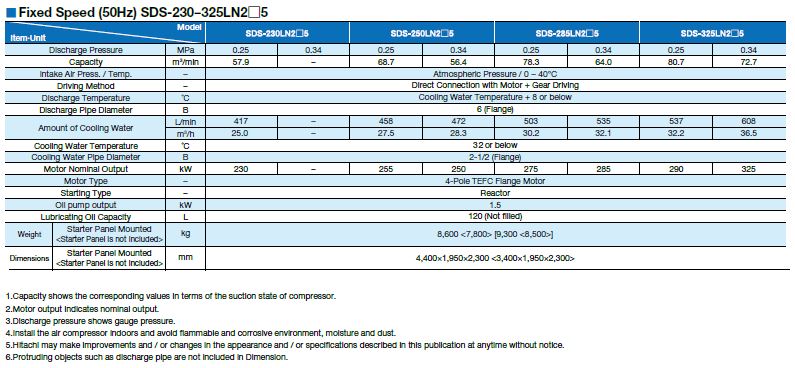 ■ Fixed Speed (50Hz) SDS-230–325LN2□5
Item·Unit Model SDS-230LN2□5 SDS-250LN2□5 SDS-285LN2□5 SDS-325LN2□5
Discharge Pressure MPa 0.25 0.34 0.25 0.34 0.25 0.34 0.25 0.34
Capacity m³/min 57.9 – 68.7 56.4 78.3 64.0 80.7 72.7
Intake Air Press. / Temp. – Atmospheric Pressure / 0 – 40°C
Driving Method – Direct Connection with Motor + Gear Driving
Discharge Temperature °C Cooling Water Temperature + 8 or below
Discharge Pipe Diameter B 6 (Flange)
Amount of Cooling Water L/min 417 – 458 472 503 535 537 608
m³/h 25.0 – 27.5 28.3 30.2 32.1 32.2 36.5
Cooling Water Temperature °C 32 or below
Cooling Water Pipe Diameter B 2-1/2 (Flange)
Motor Nominal Output kW 230 – 255 250 275 285 290 325
Motor Type – 4-Pole TEFC Flange Motor
Starting Type – Reactor
Oil pump output kW 1.5
Lubricating Oil Capacity L 120 (Not filled)
Weight Starter Panel Mounted
<Starter Panel is not included> kg 8,600 <7,800> [9,300 <8,500>]
Dimensions Starter Panel Mounted
<Starter Panel is not included> mm 4,400×1,950×2,300 <3,400×1,950×2,300>
1.Capacity shows the corresponding values in terms of the suction state of compressor.
2.Motor output indicates nominal output.
3.Discharge pressure shows gauge pressure.
4.Install the air compressor indoors and avoid flammable and corrosive environment, moisture and dust.
5.Hitachi may make improvements and / or changes in the appearance and / or specifications described in this publication at anytime without notice.
6.Protruding objects such as discharge pipe are not included in Dimension.